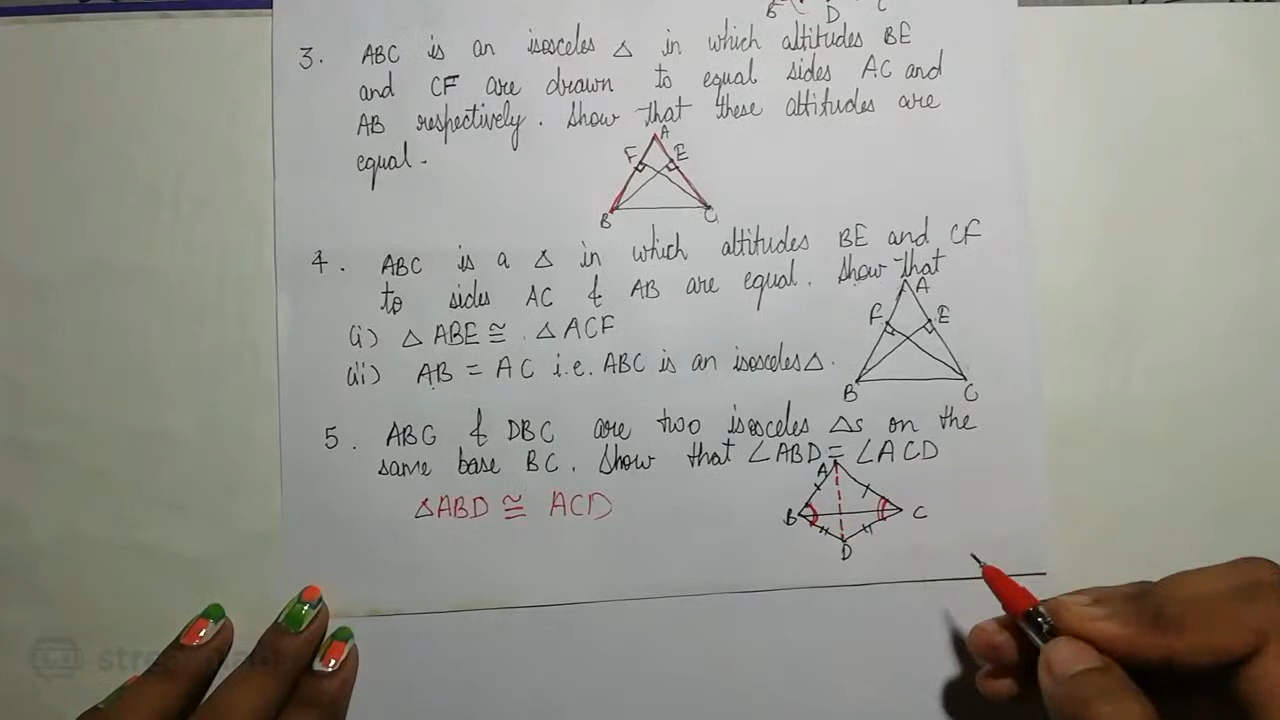 B D C
3. ABC is an isosceles △ in which altitudes BE
and CF are drawn to equal sides AC and
AB respectively. Show that these altitudes are
equal.
A
F E
B C
4. ABC is a △ in which altitudes BE and CF
to sides AC & AB are equal. Show that
(i) △ ABE ≅ △ ACF
(ii) AB = AC i.e. ABC is an isosceles △.
A
F E
B C
5. ABC & DBC are two isosceles △s on the
same base BC. Show that ∠ABD = ∠ACD
△ABD ≅ ACD
A
B C
D